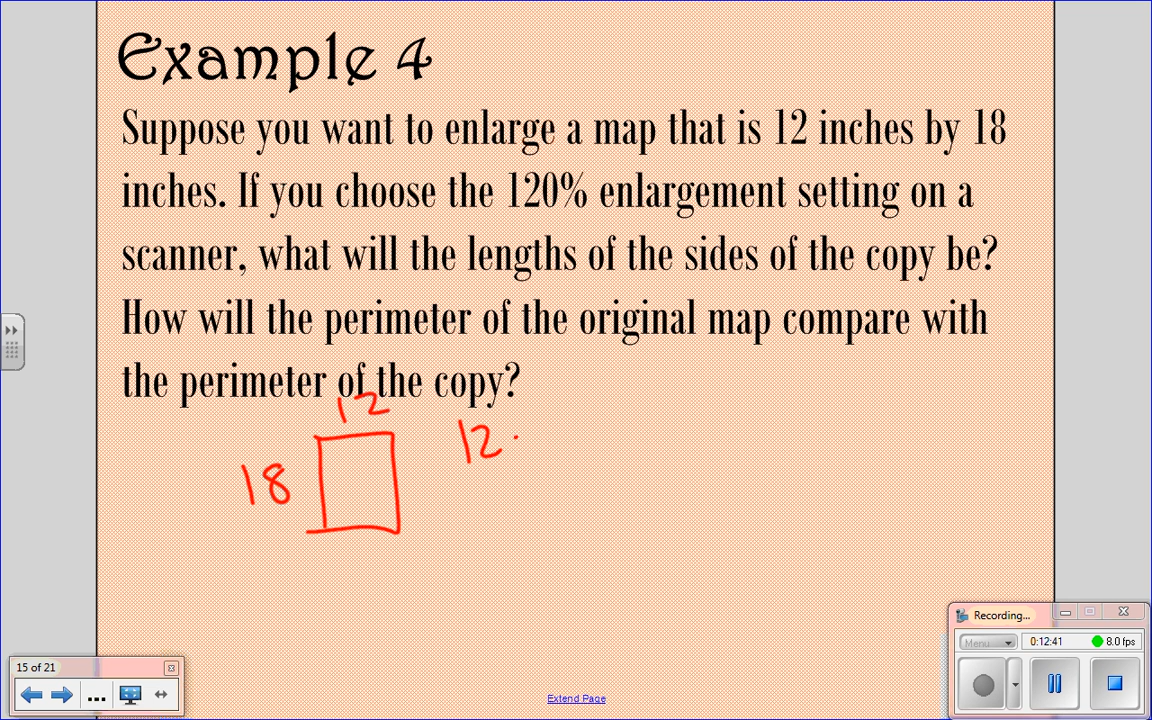 Example 4
Suppose you want to enlarge a map that is 12 inches by 18
inches. If you choose the 120% enlargement setting on a
scanner, what will the lengths of the sides of the copy be?
How will the perimeter of the original map compare with
the perimeter of the copy?
12
12 ·
18
Recording...
Menu
0:12:41
8.0 fps
15 of 21
...
Extend Page